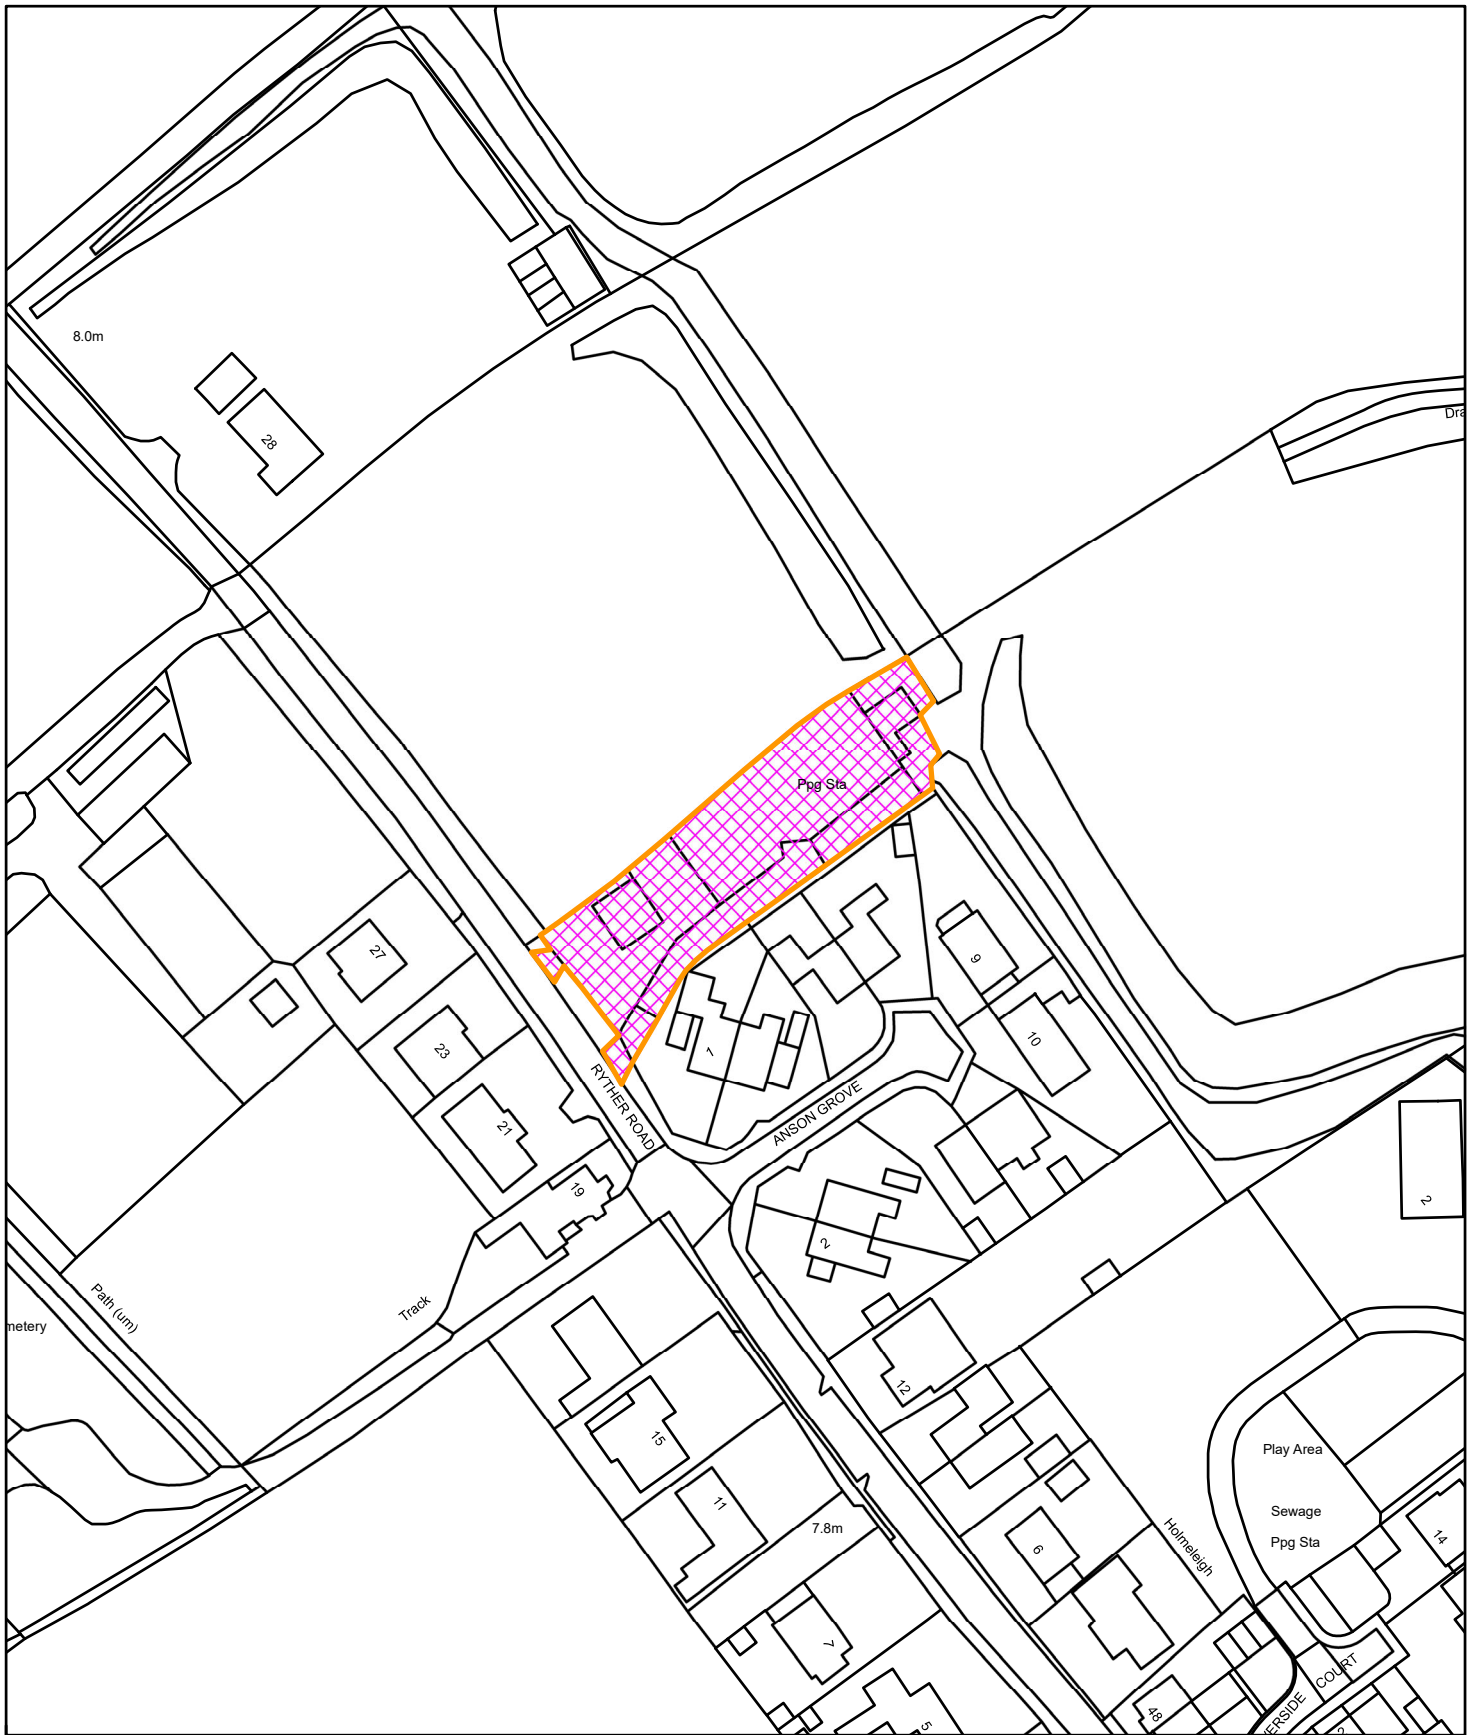 8.0m
Dra
28
Ppg Sta
27
9
23
10
1
RYTHER ROAD
ANSON GROVE
21
19
2
2
Path (um)
Track
metery
12
15
Play Area
11
Sewage
Ppg Sta
7.8m
14
6
Holmeleigh
7
COURT
ERSIDE
48
5
2